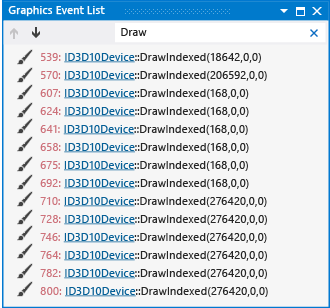 Graphics Event List
Draw
539: ID3D10Device::DrawIndexed(18642,0,0)
570: ID3D10Device::DrawIndexed(206592,0,0)
607: ID3D10Device::DrawIndexed(168,0,0)
624: ID3D10Device::DrawIndexed(168,0,0)
641: ID3D10Device::DrawIndexed(168,0,0)
658: ID3D10Device::DrawIndexed(168,0,0)
675: ID3D10Device::DrawIndexed(168,0,0)
692: ID3D10Device::DrawIndexed(168,0,0)
710: ID3D10Device::DrawIndexed(276420,0,0)
728: ID3D10Device::DrawIndexed(276420,0,0)
746: ID3D10Device::DrawIndexed(276420,0,0)
764: ID3D10Device::DrawIndexed(276420,0,0)
782: ID3D10Device::DrawIndexed(276420,0,0)
800: ID3D10Device::DrawIndexed(276420,0,0)